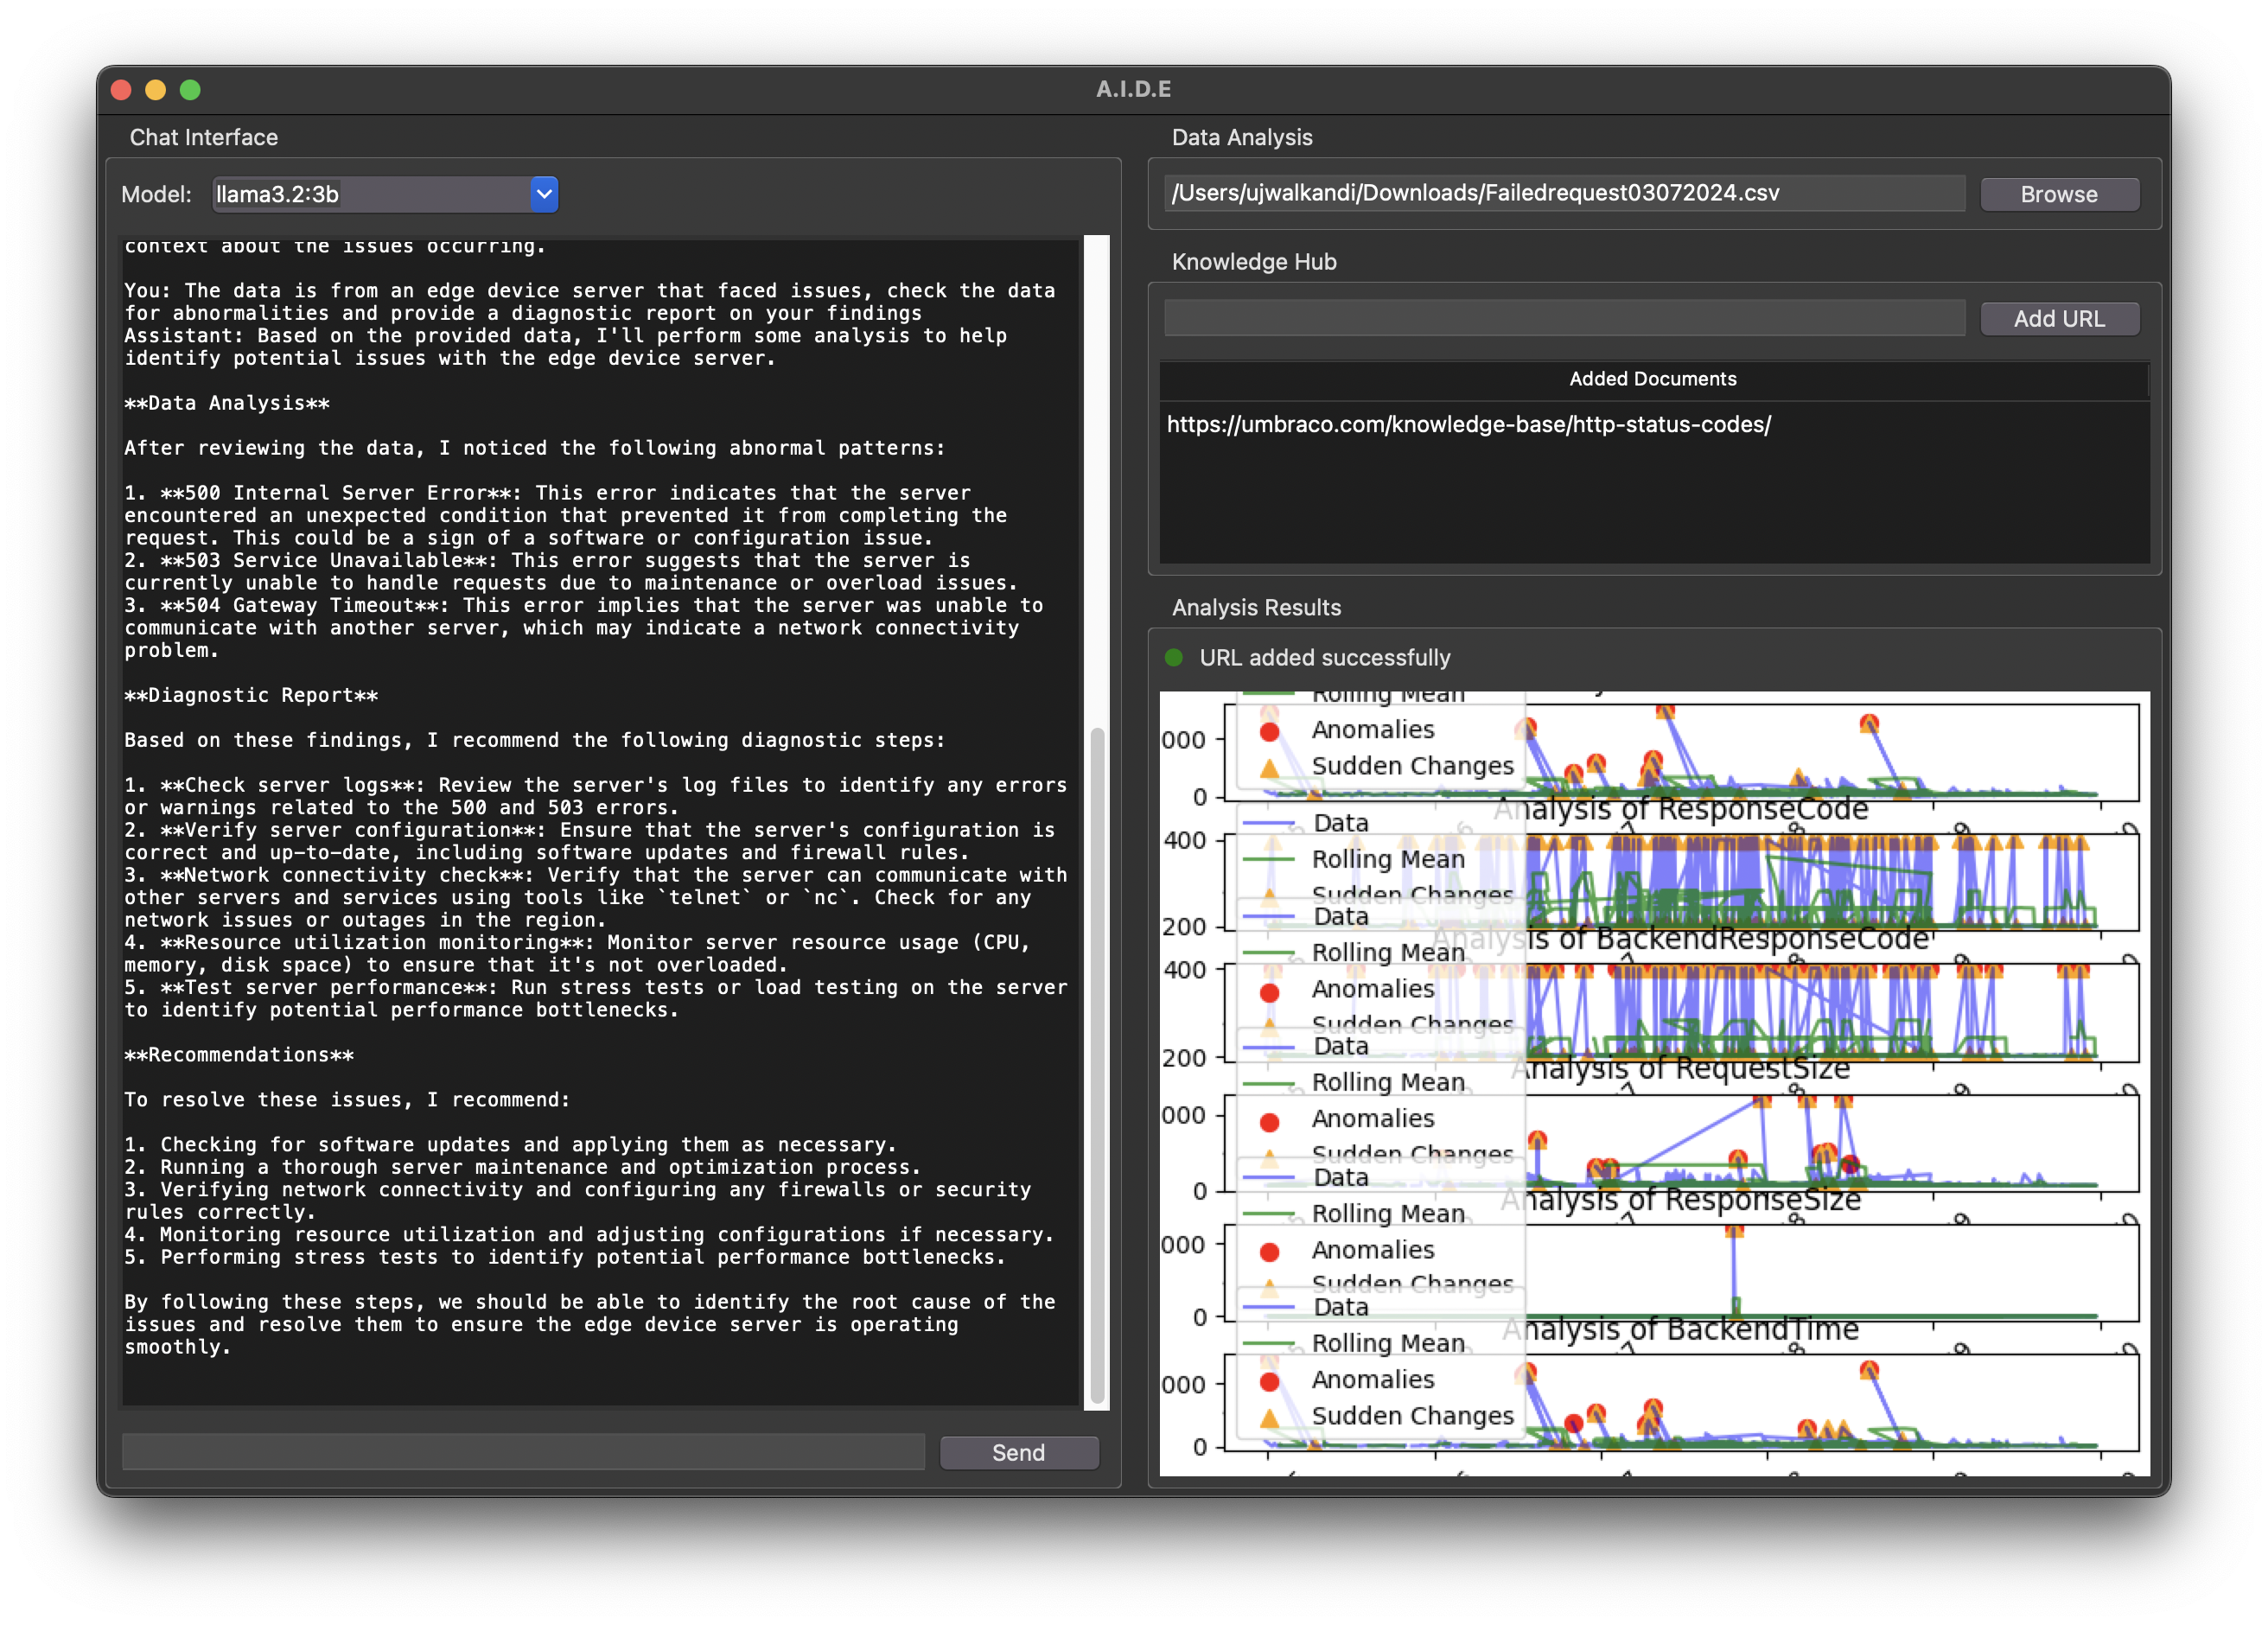 A.I.D.E
Chat Interface
Model: llama3.2:3b
context about the issues occurring.
You: The data is from an edge device server that faced issues, check the data
for abnormalities and provide a diagnostic report on your findings
Assistant: Based on the provided data, I'll perform some analysis to help
identify potential issues with the edge device server.
**Data Analysis**
After reviewing the data, I noticed the following abnormal patterns:
1. **500 Internal Server Error**: This error indicates that the server
encountered an unexpected condition that prevented it from completing the
request. This could be a sign of a software or configuration issue.
2. **503 Service Unavailable**: This error suggests that the server is
currently unable to handle requests due to maintenance or overload issues.
3. **504 Gateway Timeout**: This error implies that the server was unable to
communicate with another server, which may indicate a network connectivity
problem.
**Diagnostic Report**
Based on these findings, I recommend the following diagnostic steps:
1. **Check server logs**: Review the server's log files to identify any errors
or warnings related to the 500 and 503 errors.
2. **Verify server configuration**: Ensure that the server's configuration is
correct and up-to-date, including software updates and firewall rules.
3. **Network connectivity check**: Verify that the server can communicate with
other servers and services using tools like `telnet` or `nc`. Check for any
network issues or outages in the region.
4. **Resource utilization monitoring**: Monitor server resource usage (CPU,
memory, disk space) to ensure that it's not overloaded.
5. **Test server performance**: Run stress tests or load testing on the server
to identify potential performance bottlenecks.
**Recommendations**
To resolve these issues, I recommend:
1. Checking for software updates and applying them as necessary.
2. Running a thorough server maintenance and optimization process.
3. Verifying network connectivity and configuring any firewalls or security
rules correctly.
4. Monitoring resource utilization and adjusting configurations if necessary.
5. Performing stress tests to identify potential performance bottlenecks.
By following these steps, we should be able to identify the root cause of the
issues and resolve them to ensure the edge device server is operating
smoothly.
Send
Data Analysis
/Users/ujwalkandi/Downloads/Failedrequest03072024.csv
Browse
Knowledge Hub
Add URL
Added Documents
https://umbraco.com/knowledge-base/http-status-codes/
Analysis Results
URL added successfully
Rolling Mean
000
Anomalies
Sudden Changes
0
Analysis of ResponseCode
400
Data
Rolling Mean
Sudden Changes
200
Data
Analysis of BackendResponseCode
Rolling Mean
400
Anomalies
Sudden Changes
200
Data
Analysis of RequestSize
Rolling Mean
000
Anomalies
Sudden Changes
0
Data
Analysis of ResponseSize
Rolling Mean
000
Anomalies
Sudden Changes
0
Data
Analysis of BackendTime
Rolling Mean
000
Anomalies
Sudden Changes
0